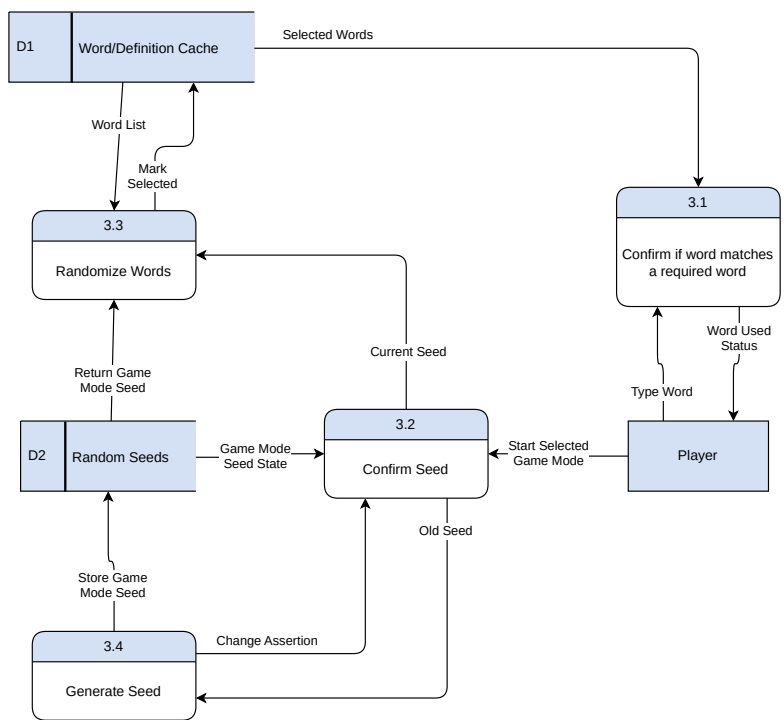 Selected Words
D1
Word/Definition Cache
Word List
Mark
Selected
3.1
3.3
Confirm if word matches
a required word
Randomize Words
Word Used
Status
Current Seed
Return Game
Mode Seed
Type Word
3.2
Game Mode
Seed State
Start Selected
Game Mode
D2
Random Seeds
Player
Confirm Seed
Old Seed
Store Game
Mode Seed
3.4
Change Assertion
Generate Seed